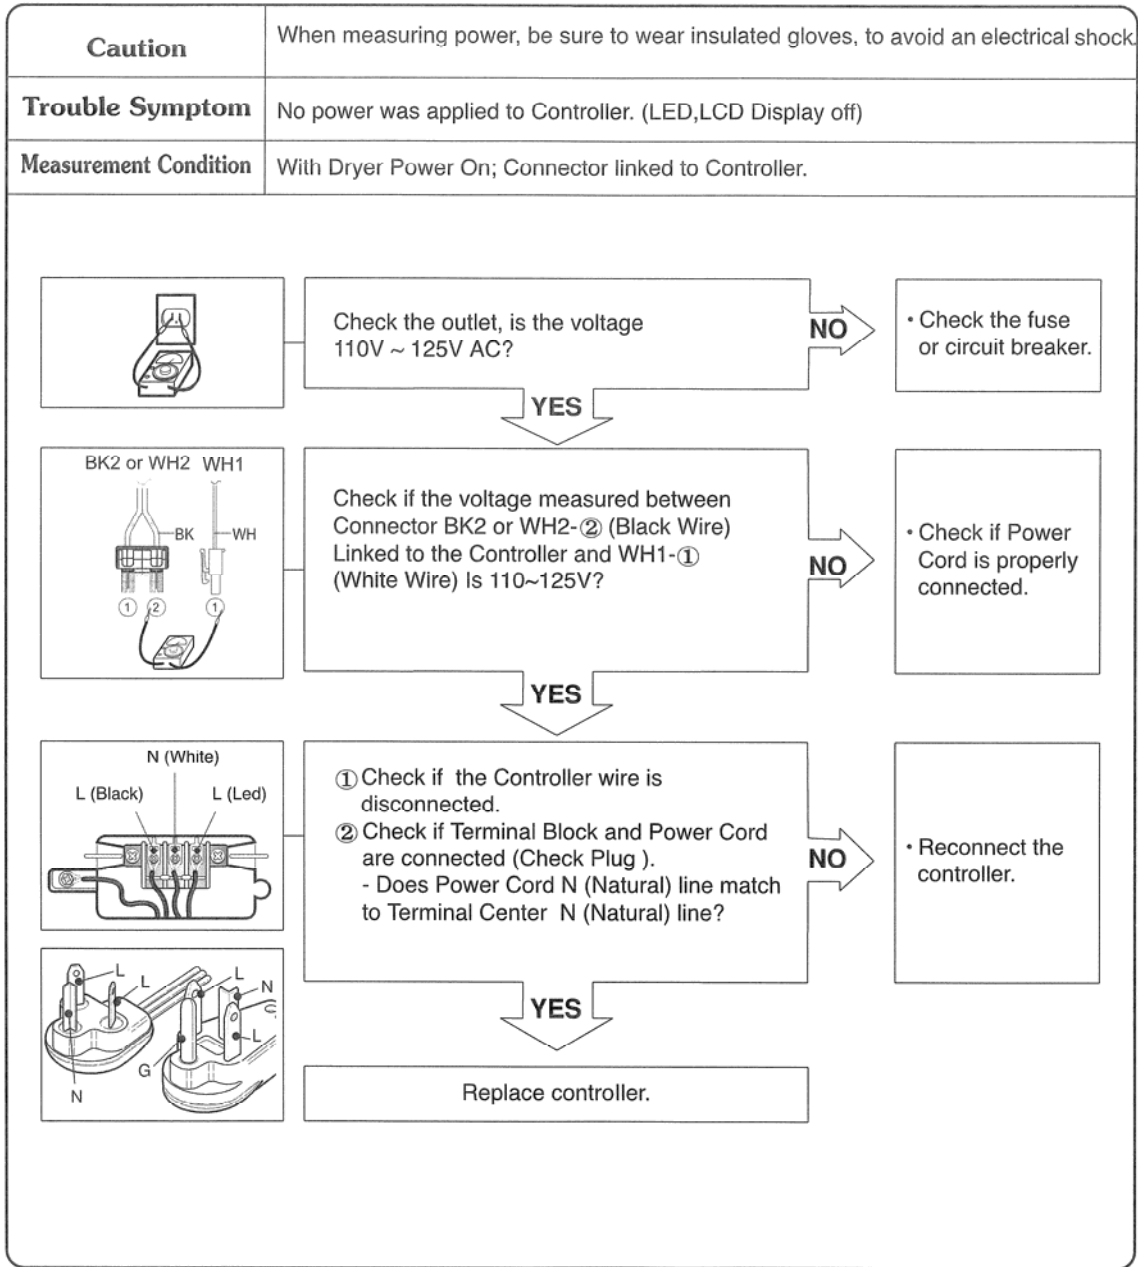 Caution
When measuring power, be sure to wear insulated gloves, to avoid an electrical shock.
Trouble Symptom
No power was applied to Controller. (LED,LCD Display off)
Measurement Condition
With Dryer Power On; Connector linked to Controller.
Check the outlet, is the voltage
110V ~ 125V AC?
NO
• Check the fuse
or circuit breaker.
YES
BK2 or WH2 WH1
BK
WH
① ② ①
Check if the voltage measured between
Connector BK2 or WH2-② (Black Wire)
Linked to the Controller and WH1-①
(White Wire) Is 110~125V?
NO
• Check if Power
Cord is properly
connected.
YES
N (White)
L (Black) L (Led)
① Check if the Controller wire is
disconnected.
② Check if Terminal Block and Power Cord
are connected (Check Plug ).
- Does Power Cord N (Natural) line match
to Terminal Center N (Natural) line?
NO
• Reconnect the
controller.
L
L
L
N
L
G
N
YES
Replace controller.